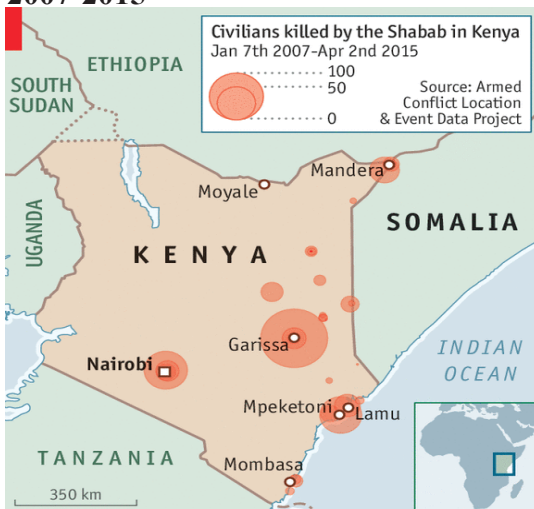 2007-2015
Civilians killed by the Shabab in Kenya
Jan 7th 2007-Apr 2nd 2015
100
50
0
Source: Armed
Conflict Location
& Event Data Project
ETHIOPIA
SOUTH
SUDAN
Mandera
Moyale
UGANDA
SOMALIA
KENYA
Garissa
Nairobi
INDIAN
OCEAN
Mpeketoni
Lamu
TANZANIA
Mombasa
350 km